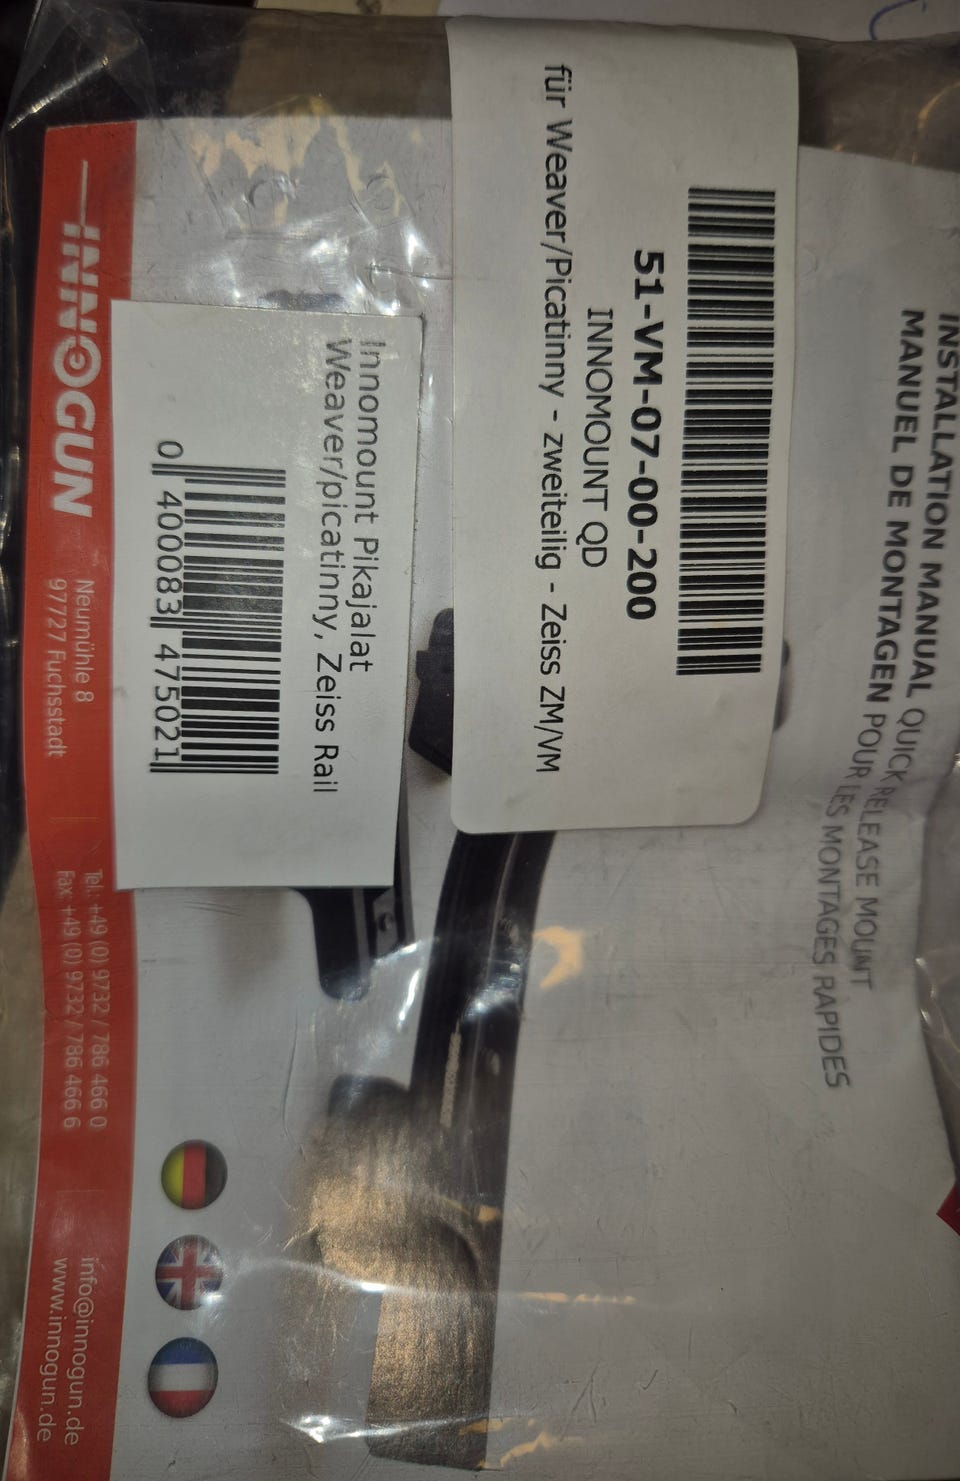 INSTALLATION MANUAL QUICK RELEASE MOUNT
MANUEL DE MONTAGEN POUR LES MONTAGES RAPIDES
51-VM-07-00-200
INNOMOUNT QD
für Weaver/Picatinny - zweiteilig - Zeiss ZM/VM
Innomount Pikajalat
Weaver/picatinny, Zeiss Rail
0 400083 475021
INNOGUN
Neumühle 8
97727 Fuchsstadt
Tel.: +49 (0) 9732 / 786 466 0
Fax: +49 (0) 9732 / 786 466 6
info@innogun.de
www.innogun.de